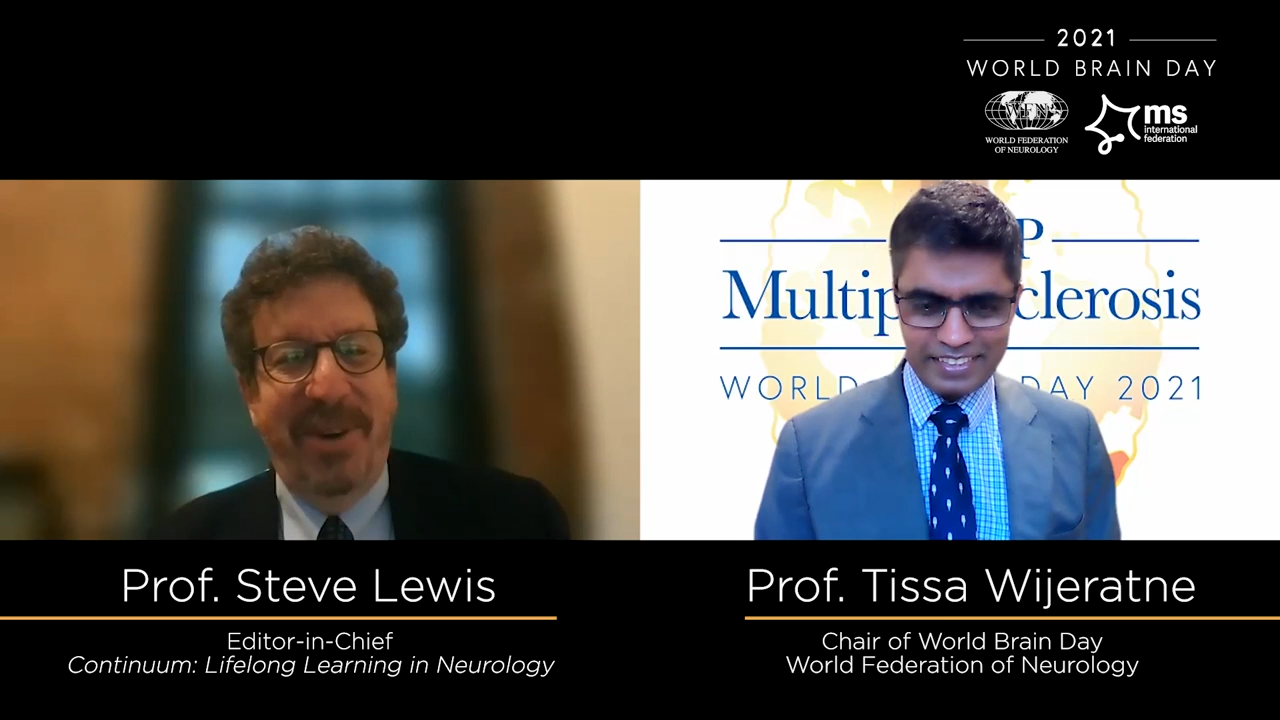 2021
WORLD BRAIN DAY
WFN
WORLD FEDERATION
OF NEUROLOGY
ms
international
federation
P
Multip clerosis
WORLD DAY 2021
Prof. Steve Lewis
Editor-in-Chief
Continuum: Lifelong Learning in Neurology
Prof. Tissa Wijeratne
Chair of World Brain Day
World Federation of Neurology